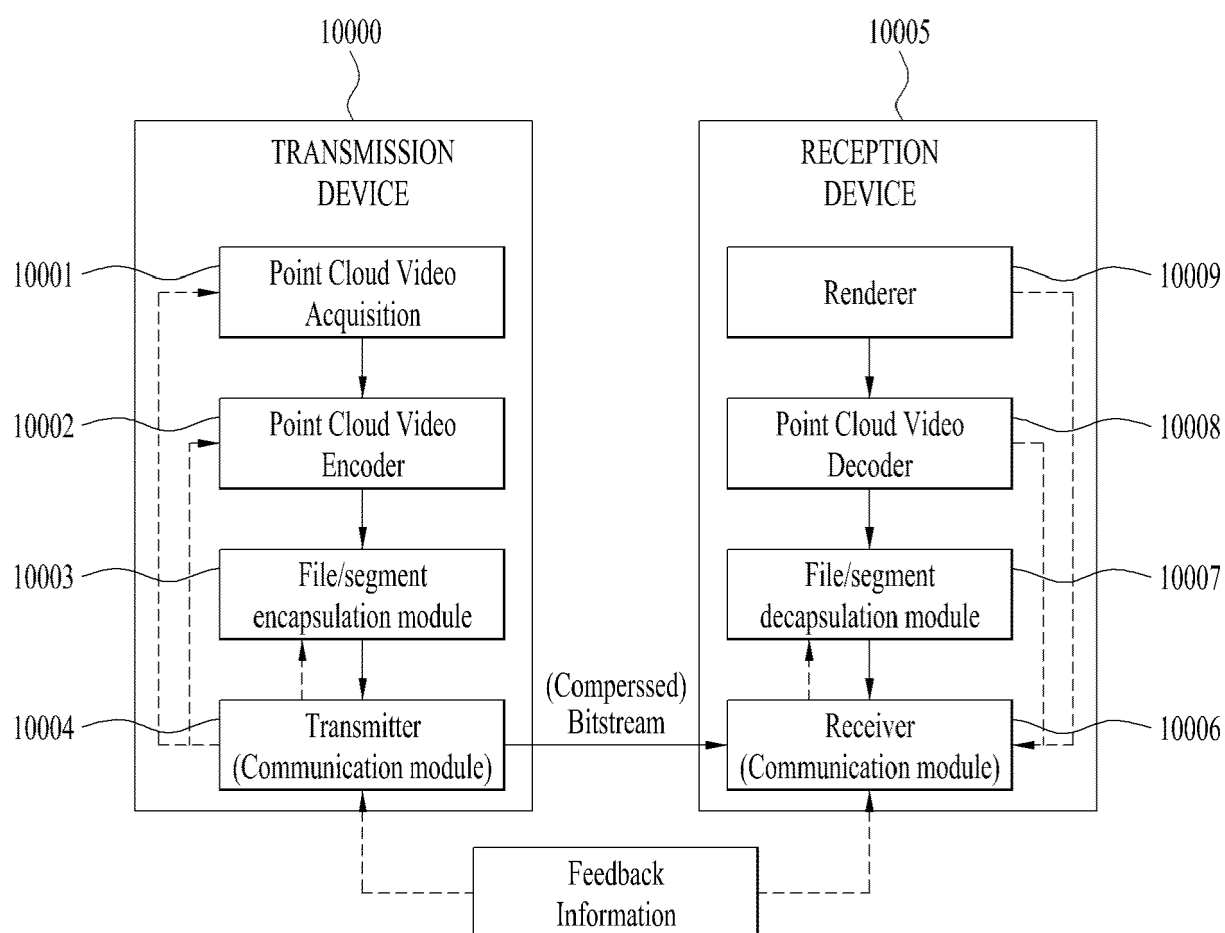 10000
10005
TRANSMISSION
DEVICE
RECEPTION
DEVICE
10001
Point Cloud Video
Acquisition
Renderer
10009
10002
Point Cloud Video
Encoder
Point Cloud Video
Decoder
10008
10003
File/segment
encapsulation module
File/segment
decapsulation module
10007
(Comperssed)
Bitstream
10004
Transmitter
(Communication module)
Receiver
(Communication module)
10006
Feedback
Information